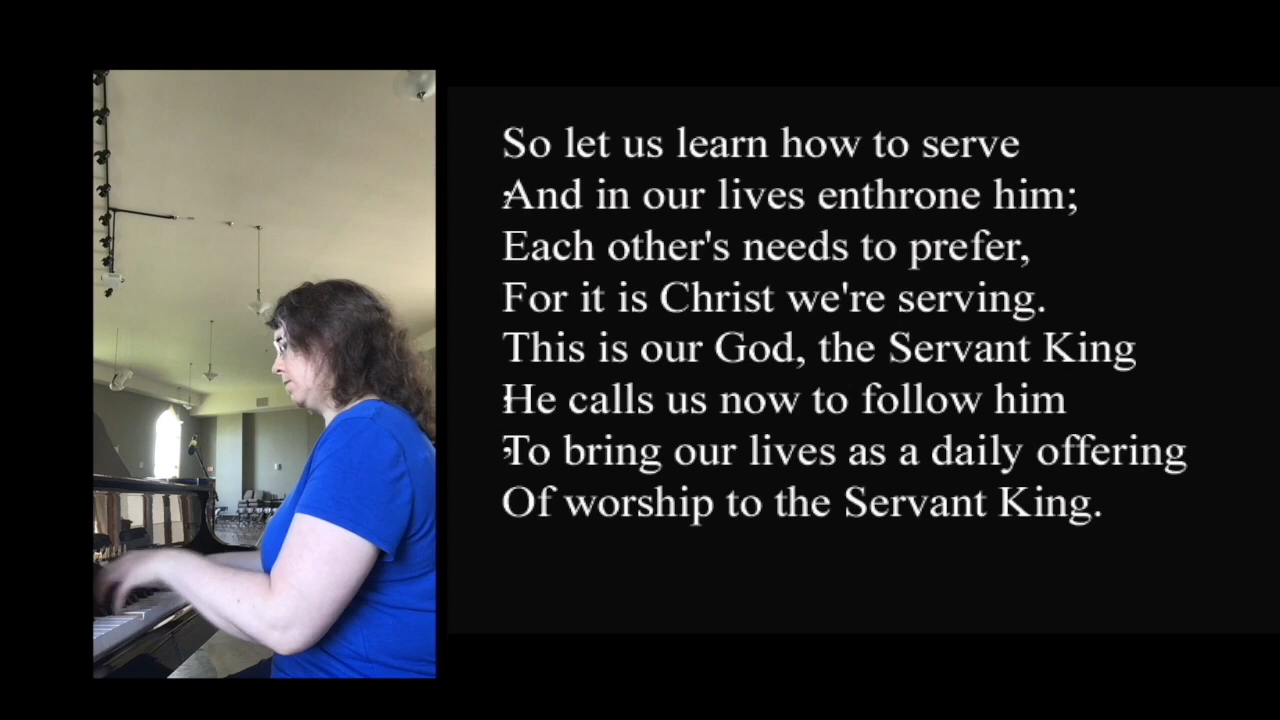 So let us learn how to serve
And in our lives enthrone him;
Each other's needs to prefer,
For it is Christ we're serving.
This is our God, the Servant King
He calls us now to follow him
To bring our lives as a daily offering
Of worship to the Servant King.